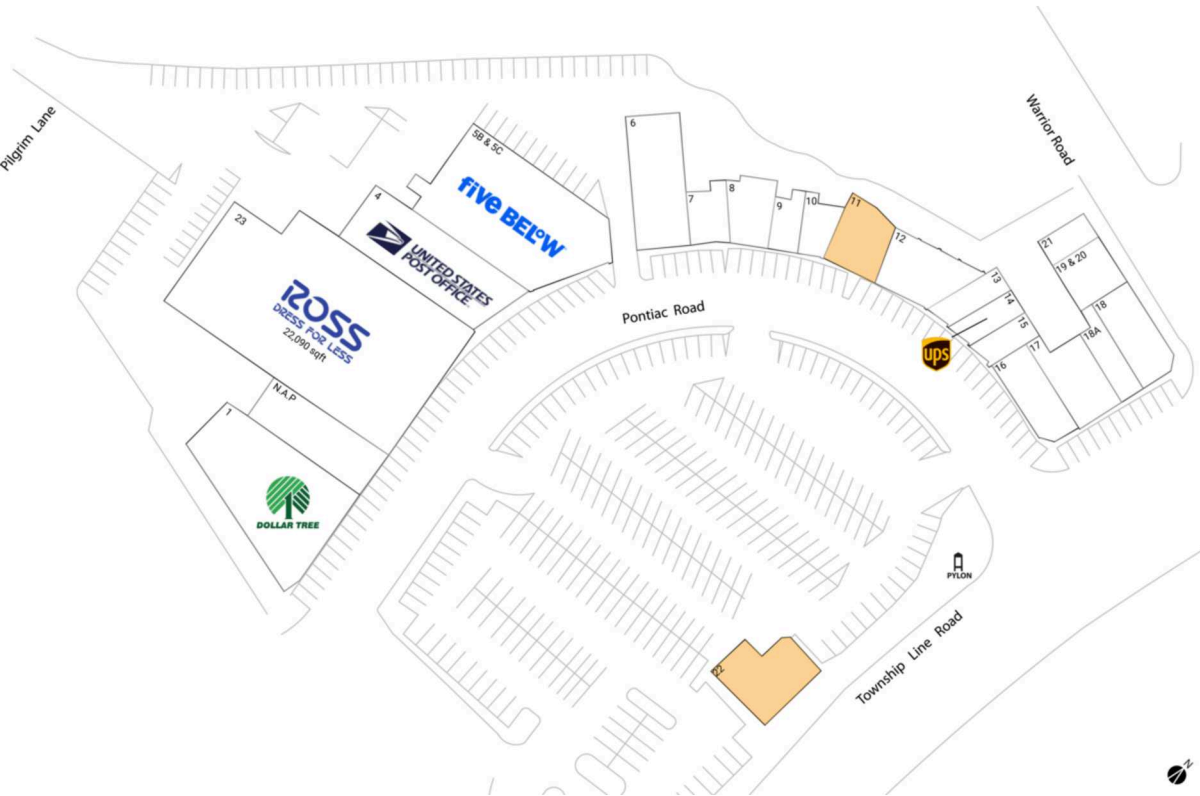 Pilgrim Lane
Warrior Road
5B & 5C
five BELOW
6
7
8
9
10
11
12
13
14
15
21
19 & 20
18
18A
17
16
4
UNITED STATES
POST OFFICE
23
ROSS
DRESS FOR LESS
22,090 sqft
Pontiac Road
ups
N.A.P
1
DOLLAR TREE
PYLON
Township Line Road
22
N